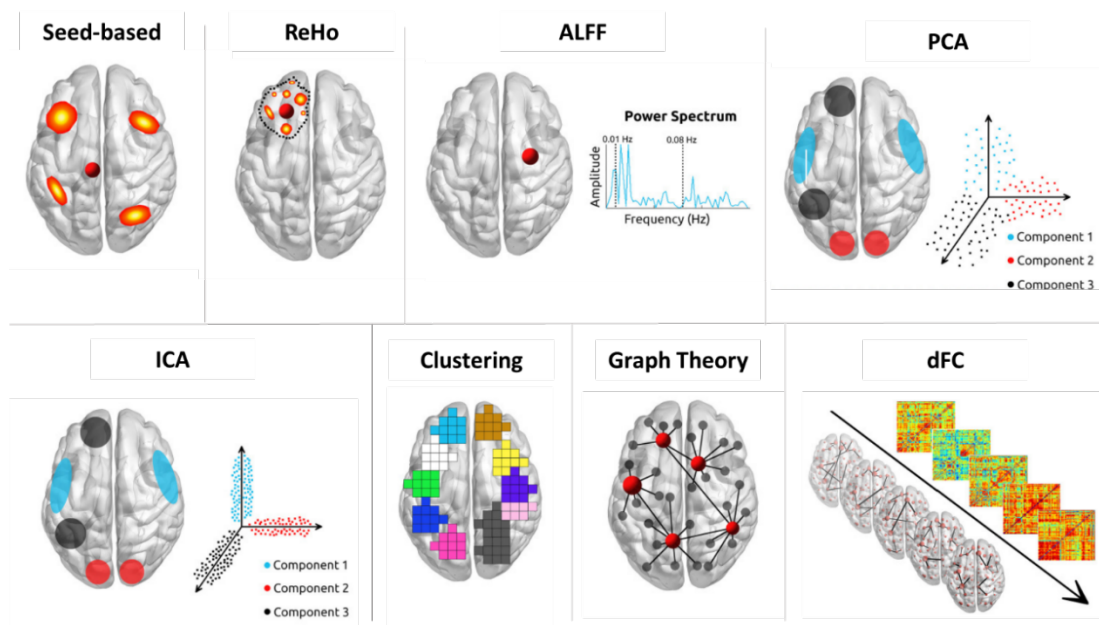 Seed-based
ReHo
ALFF
PCA
Power Spectrum
0.01 Hz
0.08 Hz
Amplitude
Frequency (Hz)
Component 1
Component 2
Component 3
ICA
Clustering
Graph Theory
dFC
Component 1
Component 2
Component 3